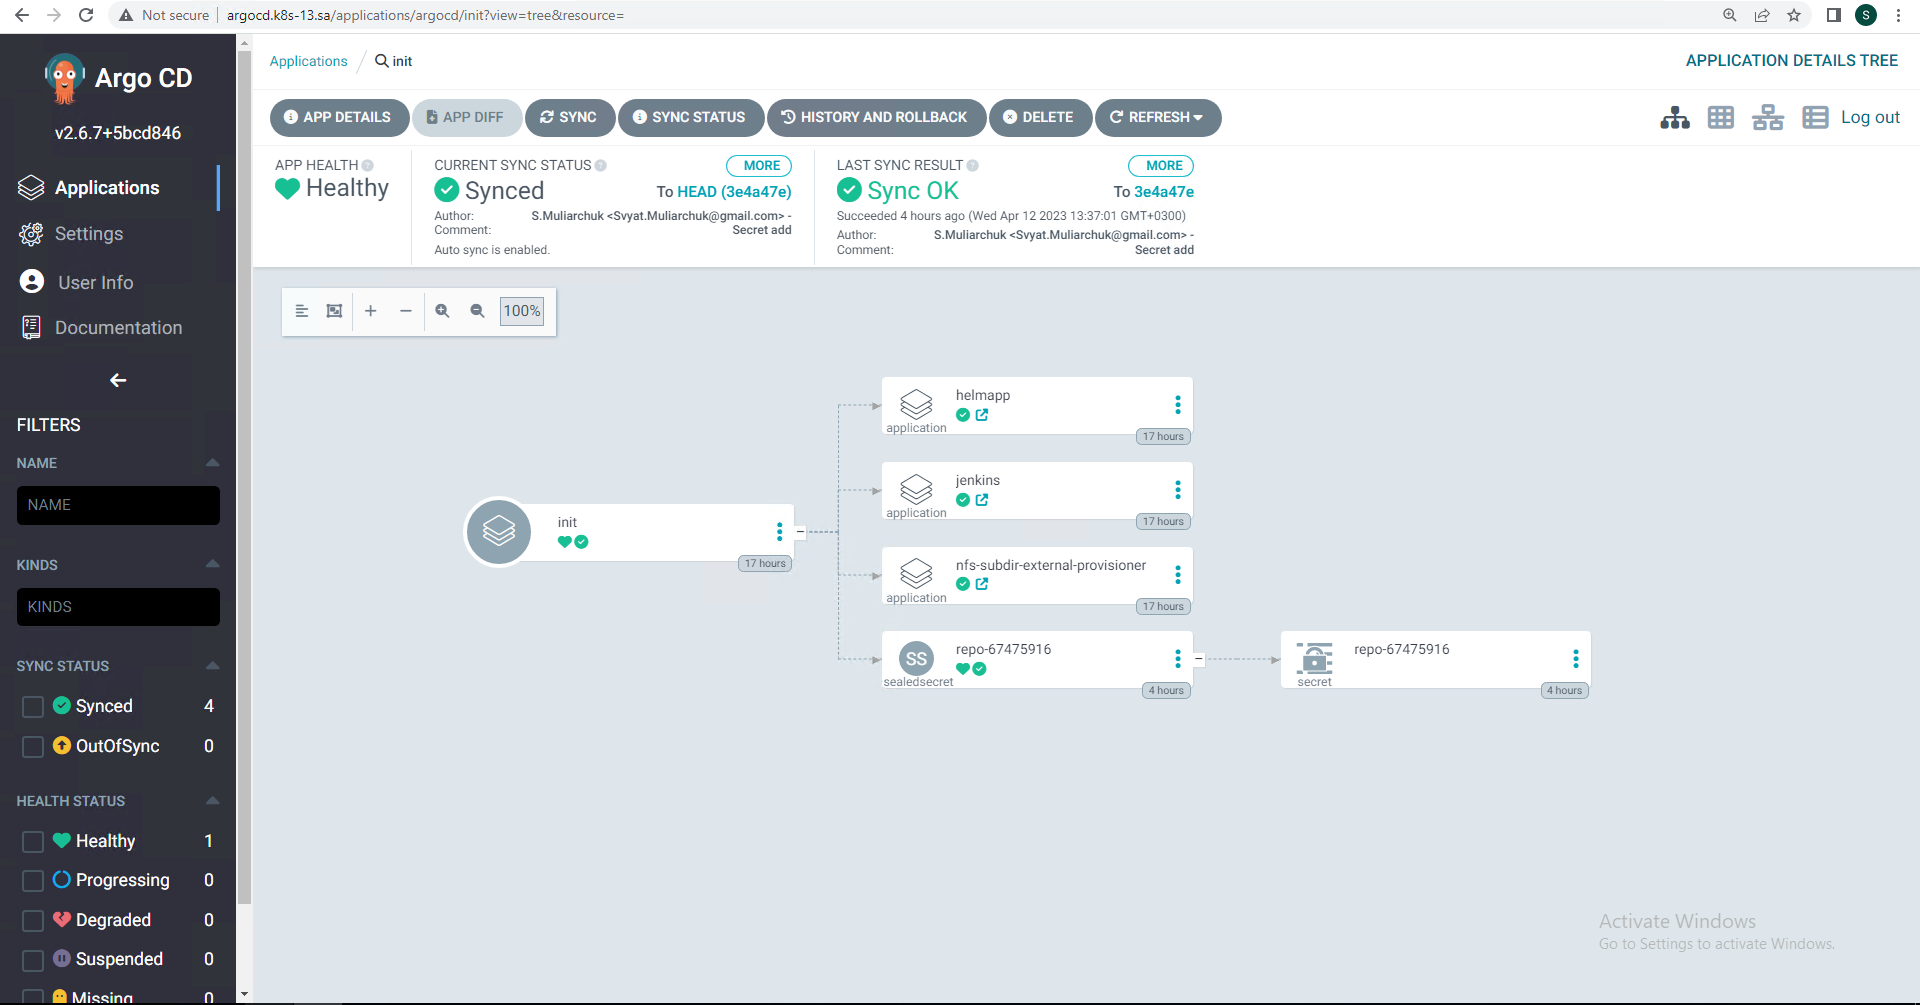 Not secure argocd.k8s-13.sa/applications/argocd/init?view=tree&resource=
S
Argo CD
v2.6.7+5bcd846
Applications
Settings
User Info
Documentation
FILTERS
NAME
NAME
KINDS
KINDS
SYNC STATUS
Synced 4
OutOfSync 0
HEALTH STATUS
Healthy 1
Progressing 0
Degraded 0
Suspended 0
Missing 0
Applications / init
APPLICATION DETAILS TREE
APP DETAILS APP DIFF SYNC SYNC STATUS HISTORY AND ROLLBACK DELETE REFRESH
Log out
APP HEALTH
Healthy
CURRENT SYNC STATUS MORE
Synced To HEAD (3e4a47e)
Author: S.Muliarchuk <Svyat.Muliarchuk@gmail.com> -
Comment: Secret add
Auto sync is enabled.
LAST SYNC RESULT MORE
Sync OK To 3e4a47e
Succeeded 4 hours ago (Wed Apr 12 2023 13:37:01 GMT+0300)
Author: S.Muliarchuk <Svyat.Muliarchuk@gmail.com> -
Comment: Secret add
100%
init
17 hours
helmapp
application
17 hours
jenkins
application
17 hours
nfs-subdir-external-provisioner
application
17 hours
SS
repo-67475916
sealedsecret
4 hours
repo-67475916
secret
4 hours
Activate Windows
Go to Settings to activate Windows.